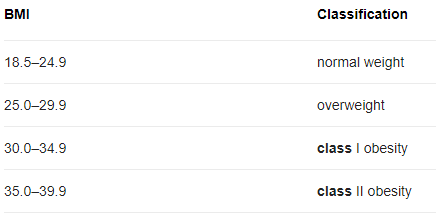 BMI Classification
18.5–24.9 normal weight
25.0–29.9 overweight
30.0–34.9 class I obesity
35.0–39.9 class II obesity